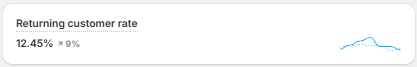 Returning customer rate
12.45% ↗ 9%